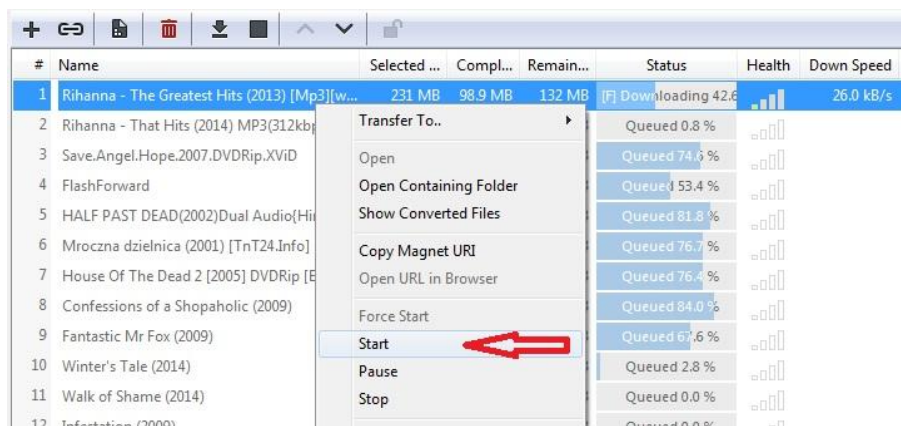 # Name Selected ... Compl... Remain... Status Health Down Speed
1 Rihanna - The Greatest Hits (2013) [Mp3][w... 231 MB 98.9 MB 132 MB [F] Downloading 42.6 26.0 kB/s
2 Rihanna - That Hits (2014) MP3(312kbp Queued 0.8 %
3 Save.Angel.Hope.2007.DVDRip.XViD Queued 74.6 %
4 FlashForward Queued 53.4 %
5 HALF PAST DEAD(2002)Dual Audio{Hi Queued 81.8 %
6 Mroczna dzielnica (2001) [TnT24.Info] Queued 76.7 %
7 House Of The Dead 2 [2005] DVDRip [E Queued 76.4 %
8 Confessions of a Shopaholic (2009) Queued 84.0 %
9 Fantastic Mr Fox (2009) Queued 67.6 %
10 Winter's Tale (2014) Queued 2.8 %
11 Walk of Shame (2014) Queued 0.0 %
12 Infestation (2009) Queued 0.0 %
Transfer To..
Open
Open Containing Folder
Show Converted Files
Copy Magnet URI
Open URL in Browser
Force Start
Start
Pause
Stop